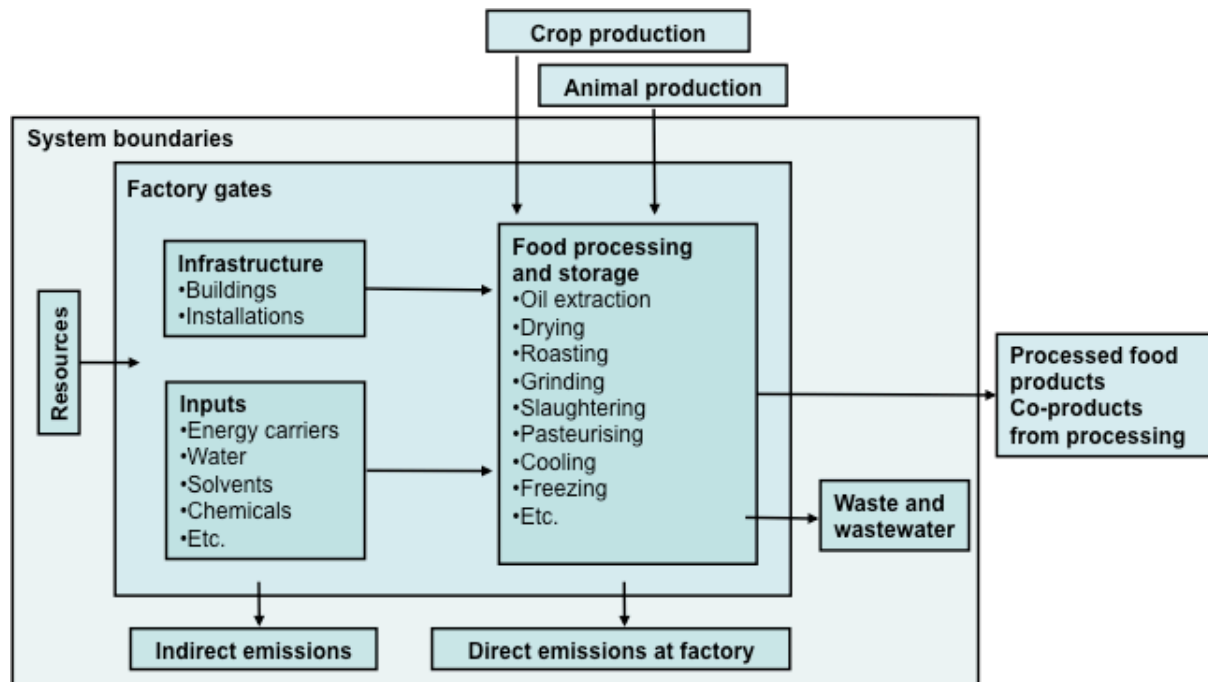 Crop production
Animal production
System boundaries
Factory gates
Infrastructure
•Buildings
•Installations
Resources
Inputs
•Energy carriers
•Water
•Solvents
•Chemicals
•Etc.
Food processing
and storage
•Oil extraction
•Drying
•Roasting
•Grinding
•Slaughtering
•Pasteurising
•Cooling
•Freezing
•Etc.
Processed food
products
Co-products
from processing
Waste and
wastewater
Indirect emissions
Direct emissions at factory